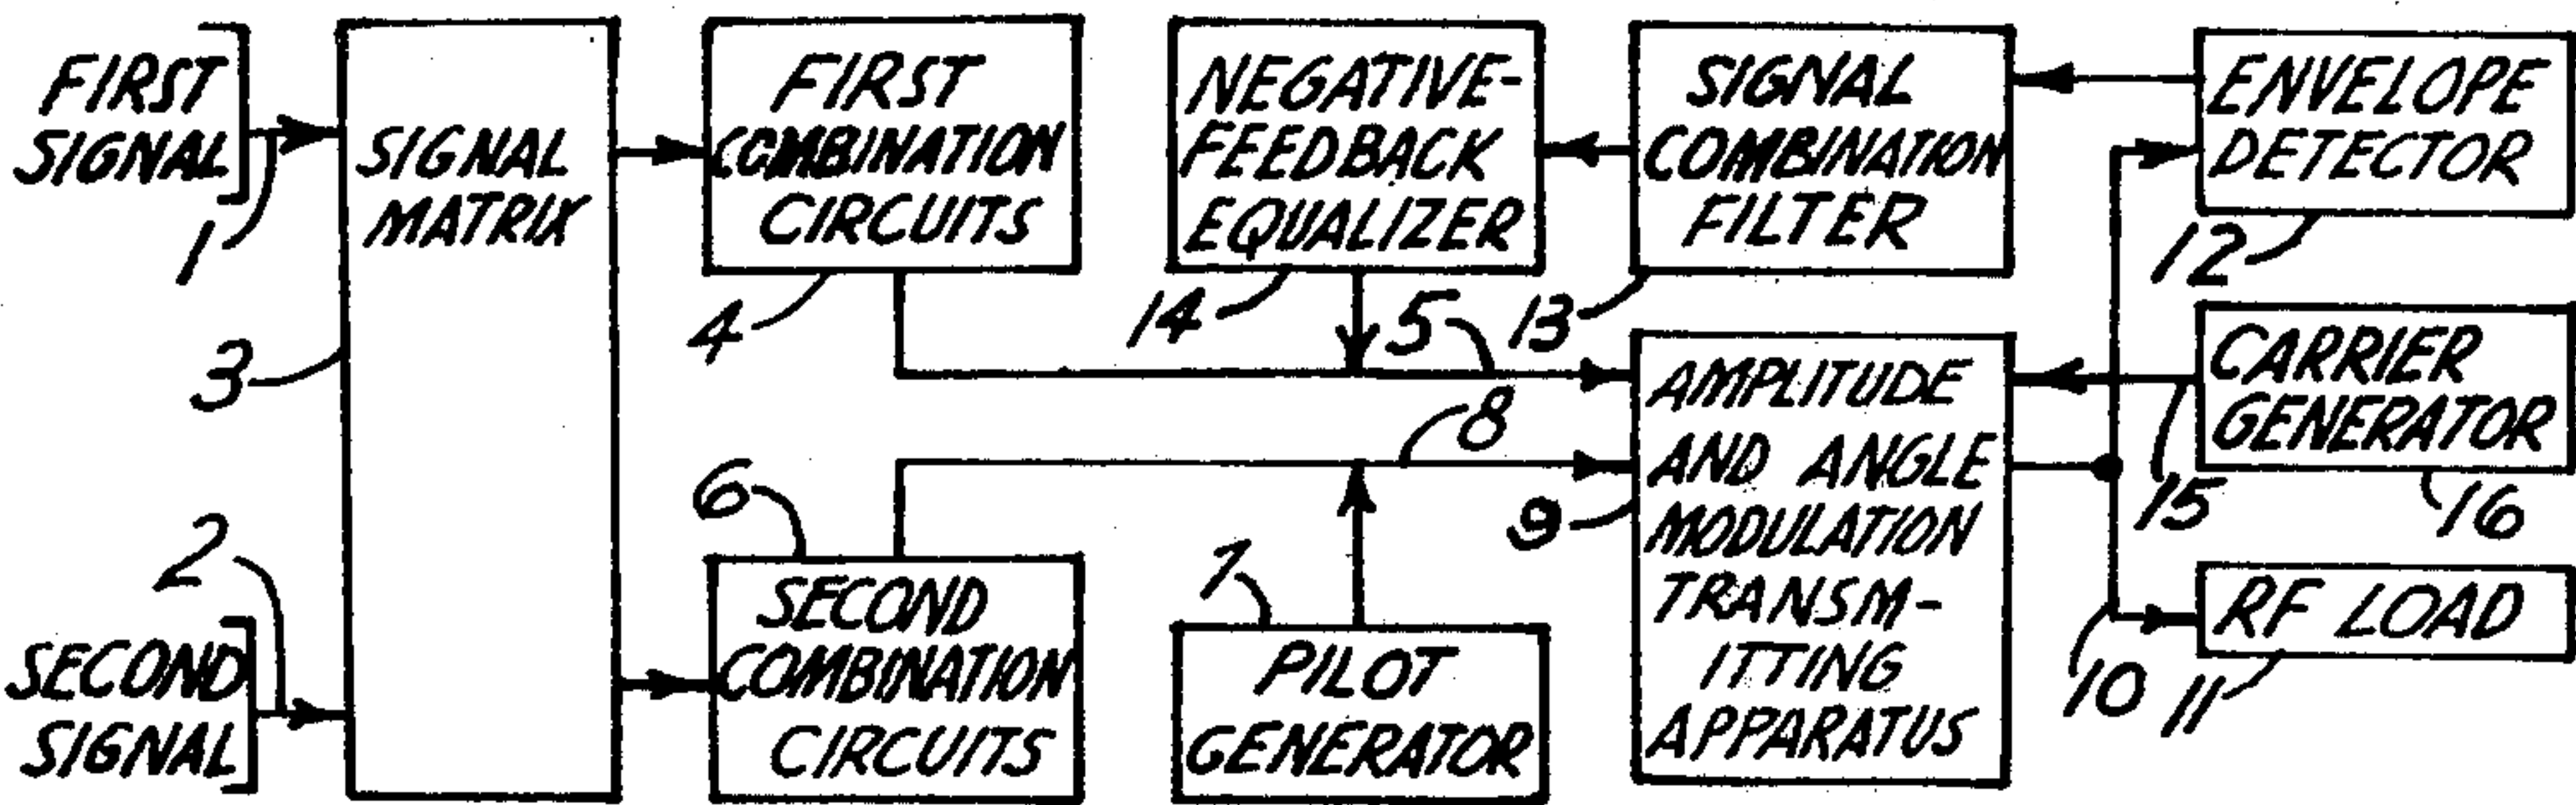 FIRST
SIGNAL
1
SECOND
SIGNAL
2
SIGNAL
MATRIX
3
FIRST
COMBINATION
CIRCUITS
4
SECOND
COMBINATION
CIRCUITS
6
NEGATIVE-
FEEDBACK
EQUALIZER
14
5
8
PILOT
GENERATOR
7
SIGNAL
COMBINATION
FILTER
13
AMPLITUDE
AND ANGLE
MODULATION
TRANSM-
ITTING
APPARATUS
9
ENVELOPE
DETECTOR
12
CARRIER
GENERATOR
15
16
RF LOAD
10
11